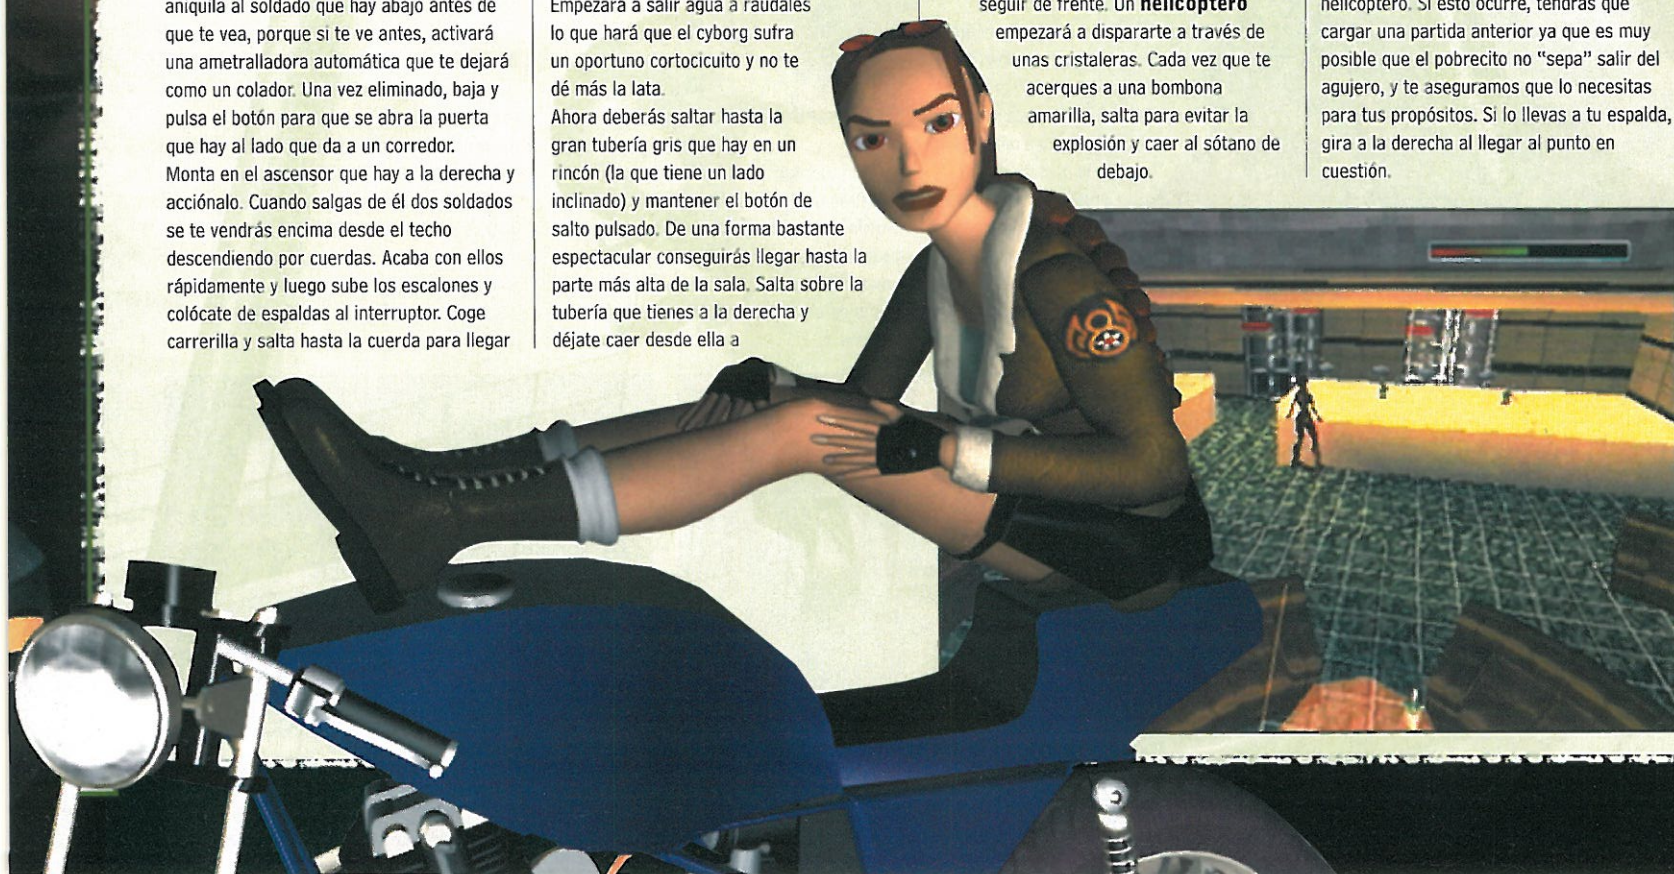 aniquila al soldado que hay abajo antes de
que te vea, porque si te ve antes, activará
una ametralladora automática que te dejará
como un colador. Una vez eliminado, baja y
pulsa el botón para que se abra la puerta
que hay al lado que da a un corredor.
Monta en el ascensor que hay a la derecha y
acciónalo. Cuando salgas de él dos soldados
se te vendrás encima desde el techo
descendiendo por cuerdas. Acaba con ellos
rápidamente y luego sube los escalones y
colócate de espaldas al interruptor. Coge
carrerilla y salta hasta la cuerda para llegar
Empezará a salir agua a raudales
lo que hará que el cyborg sufra
un oportuno cortocicuito y no te
dé más la lata.
Ahora deberás saltar hasta la
gran tubería gris que hay en un
rincón (la que tiene un lado
inclinado) y mantener el botón de
salto pulsado. De una forma bastante
espectacular conseguirás llegar hasta la
parte más alta de la sala. Salta sobre la
tubería que tienes a la derecha y
déjate caer desde ella a
seguir de frente. Un helicóptero
empezará a dispararte a través de
unas cristaleras. Cada vez que te
acerques a una bombona
amarilla, salta para evitar la
explosión y caer al sótano de
debajo.
helicóptero. Si esto ocurre, tendrás que
cargar una partida anterior ya que es muy
posible que el pobrecito no "sepa" salir del
agujero, y te aseguramos que lo necesitas
para tus propósitos. Si lo llevas a tu espalda,
gira a la derecha al llegar al punto en
cuestión.